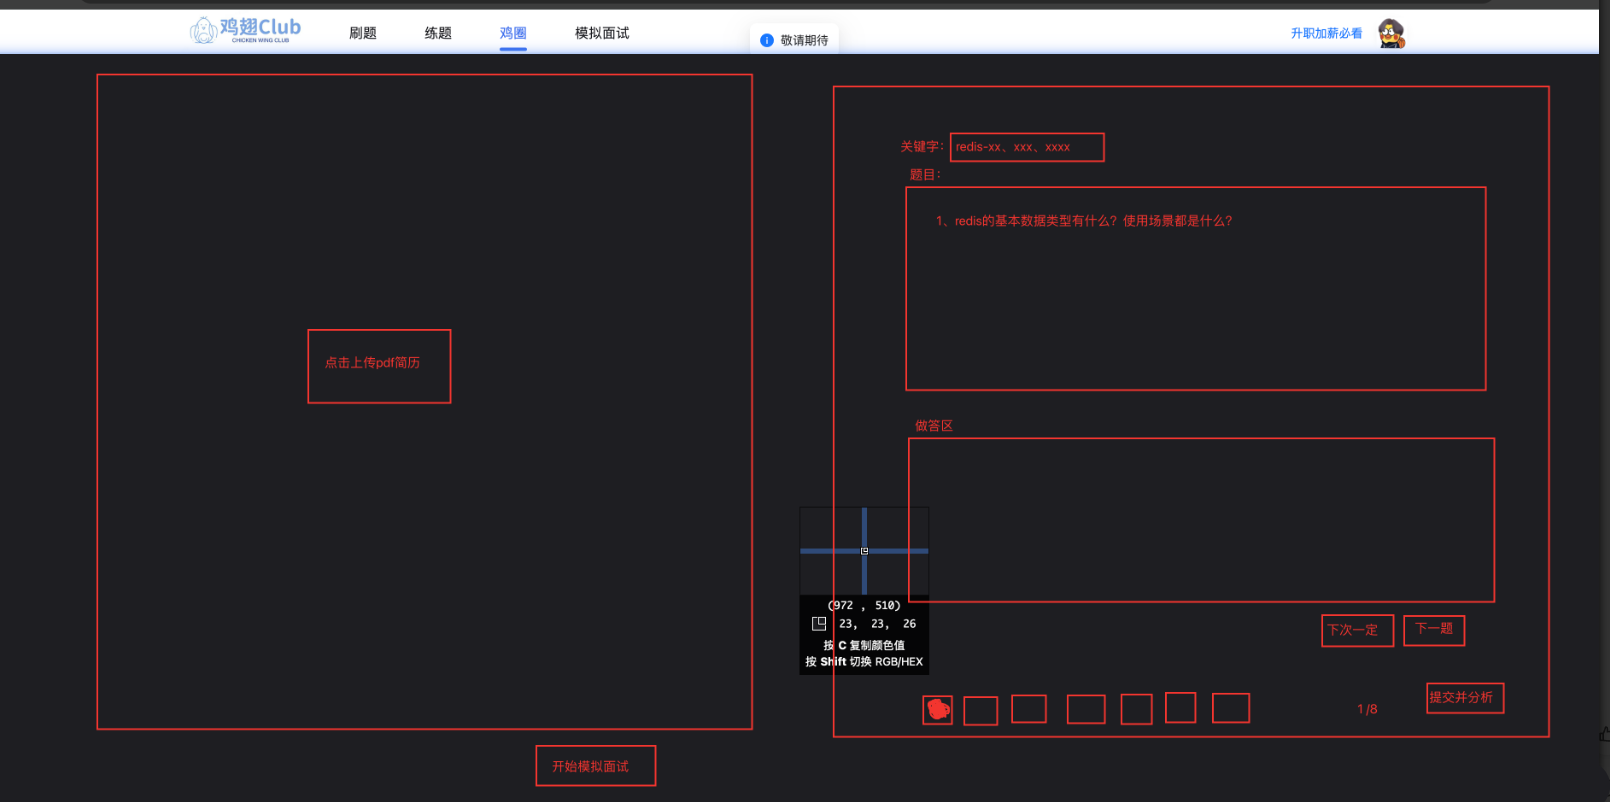 鸡翅Club
CHICKEN WING CLUB
刷题
练题
鸡圈
模拟面试
敬请期待
升职加薪必看
点击上传pdf简历
开始模拟面试
关键字：
redis-xx、xxx、xxxx
题目：
1、redis的基本数据类型有什么？使用场景都是什么？
做答区
(972 , 510)
23, 23, 26
按 C 复制颜色值
按 Shift 切换 RGB/HEX
下次一定
下一题
1 /8
提交并分析